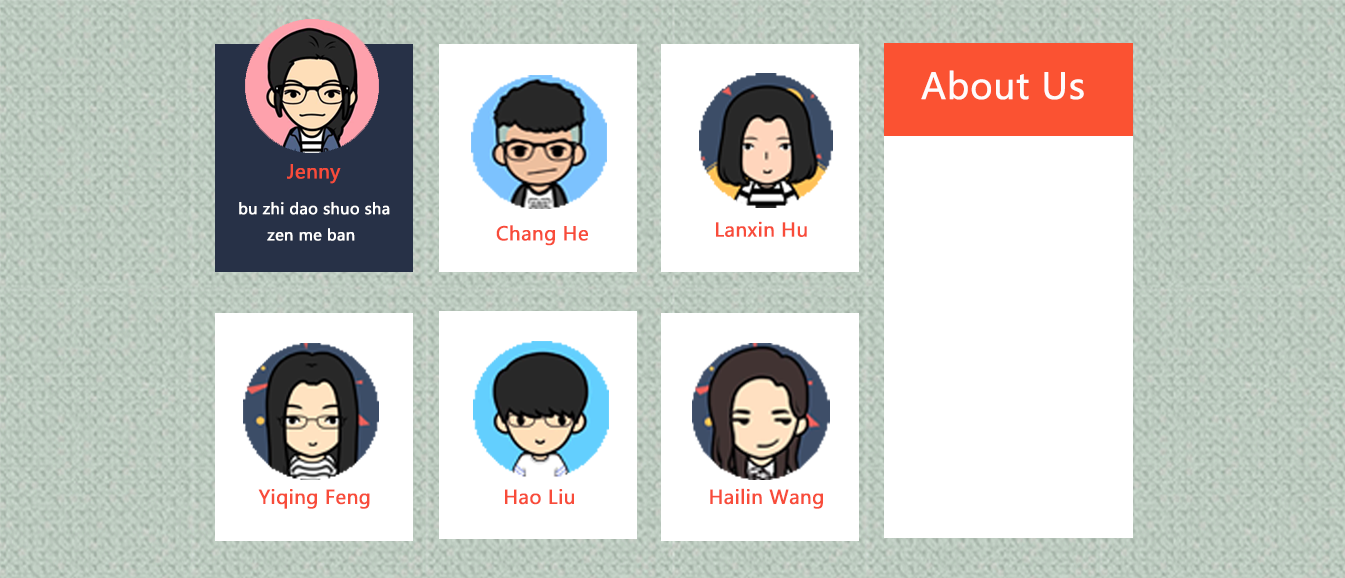 Jenny
bu zhi dao shuo sha
zen me ban
Chang He
Lanxin Hu
About Us
Yiqing Feng
Hao Liu
Hailin Wang